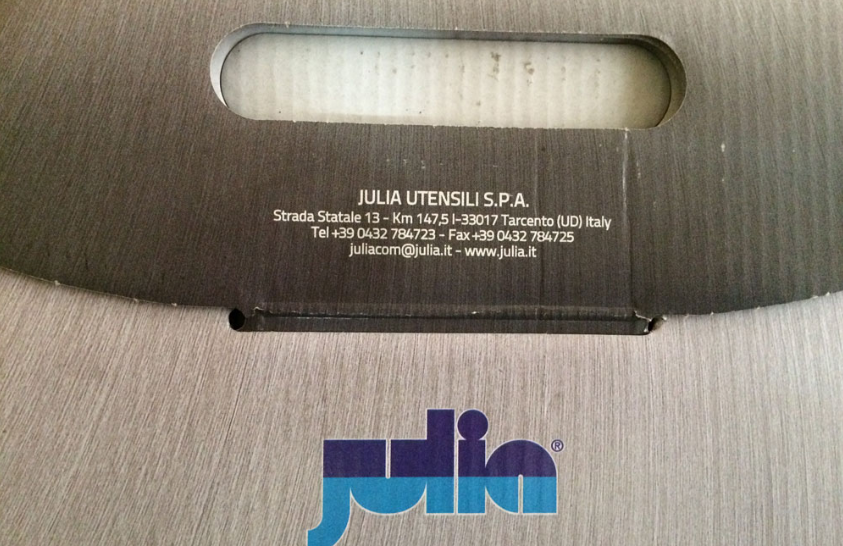 JULIA UTENSILI S.P.A.
Strada Statale 13 - Km 147,5 I-33017 Tarcento (UD) Italy
Tel +39 0432 784723 - Fax +39 0432 784725
juliacom@julia.it - www.julia.it
julia®